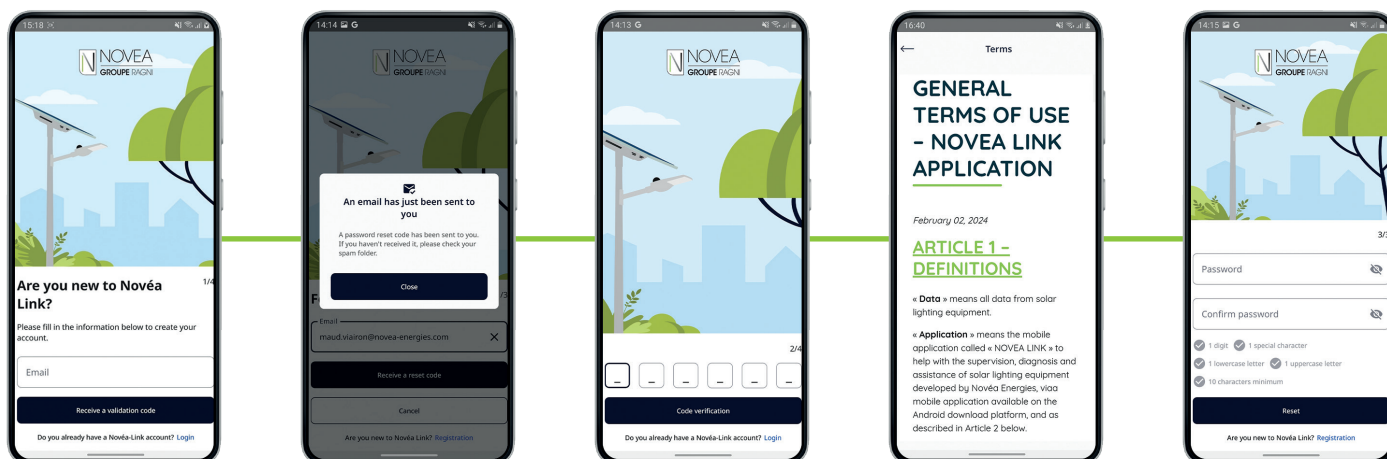 15:18
NOVEA
GROUPE RAGNI
Are you new to Novéa
Link?
1/4
Please fill in the information below to create your
account.
Email
Receive a validation code
Do you already have a Novéa-Link account? Login
14:14 G
NOVEA
GROUPE RAGNI
An email has just been sent to
you
A password reset code has been sent to you.
If you haven't received it, please check your
spam folder.
Close
F
/3
Email
maud.viairon@novea-energies.com
Receive a reset code
Cancel
Are you new to Novéa Link? Registration
14:13 G
NOVEA
GROUPE RAGNI
2/4
Code verification
Do you already have a Novéa-Link account? Login
16:40
Terms
GENERAL
TERMS OF USE
– NOVEA LINK
APPLICATION
February 02, 2024
ARTICLE 1 –
DEFINITIONS
« Data » means all data from solar
lighting equipment.
« Application » means the mobile
application called « NOVEA LINK » to
help with the supervision, diagnosis and
assistance of solar lighting equipment
developed by Novéa Energies, viaa
mobile application available on the
Android download platform, and as
described in Article 2 below.
14:15 G
NOVEA
GROUPE RAGNI
3/3
Password
Confirm password
1 digit 1 special character
1 lowercase letter 1 uppercase letter
10 characters minimum
Reset
Are you new to Novéa Link? Registration